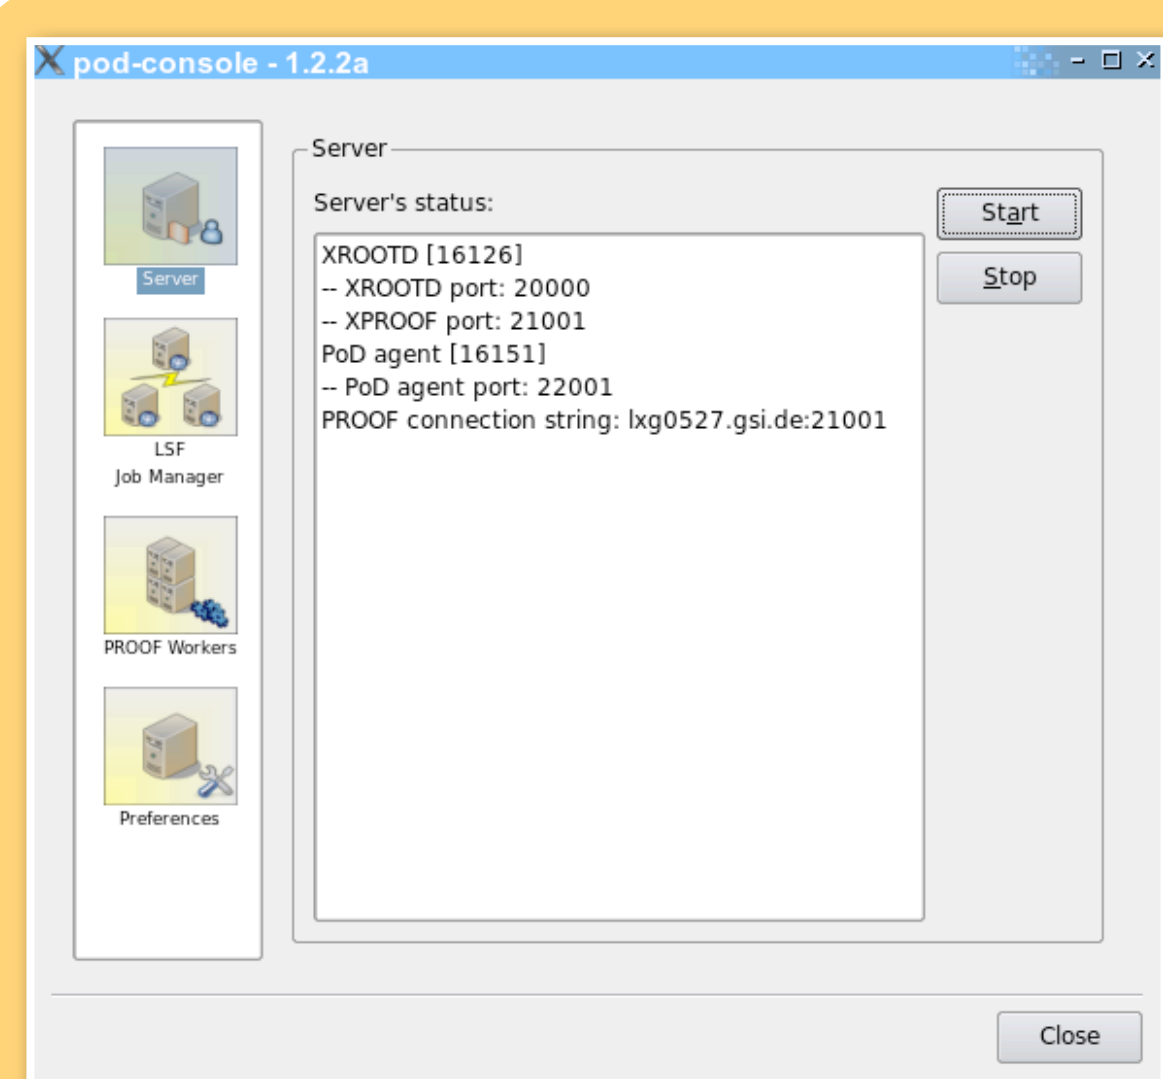 pod-console - 1.2.2a
Server
LSF
Job Manager
PROOF Workers
Preferences
Server
Server's status:
XROOTD [16126]
-- XROOTD port: 20000
-- XPROOF port: 21001
PoD agent [16151]
-- PoD agent port: 22001
PROOF connection string: lxg0527.gsi.de:21001
Start
Stop
Close